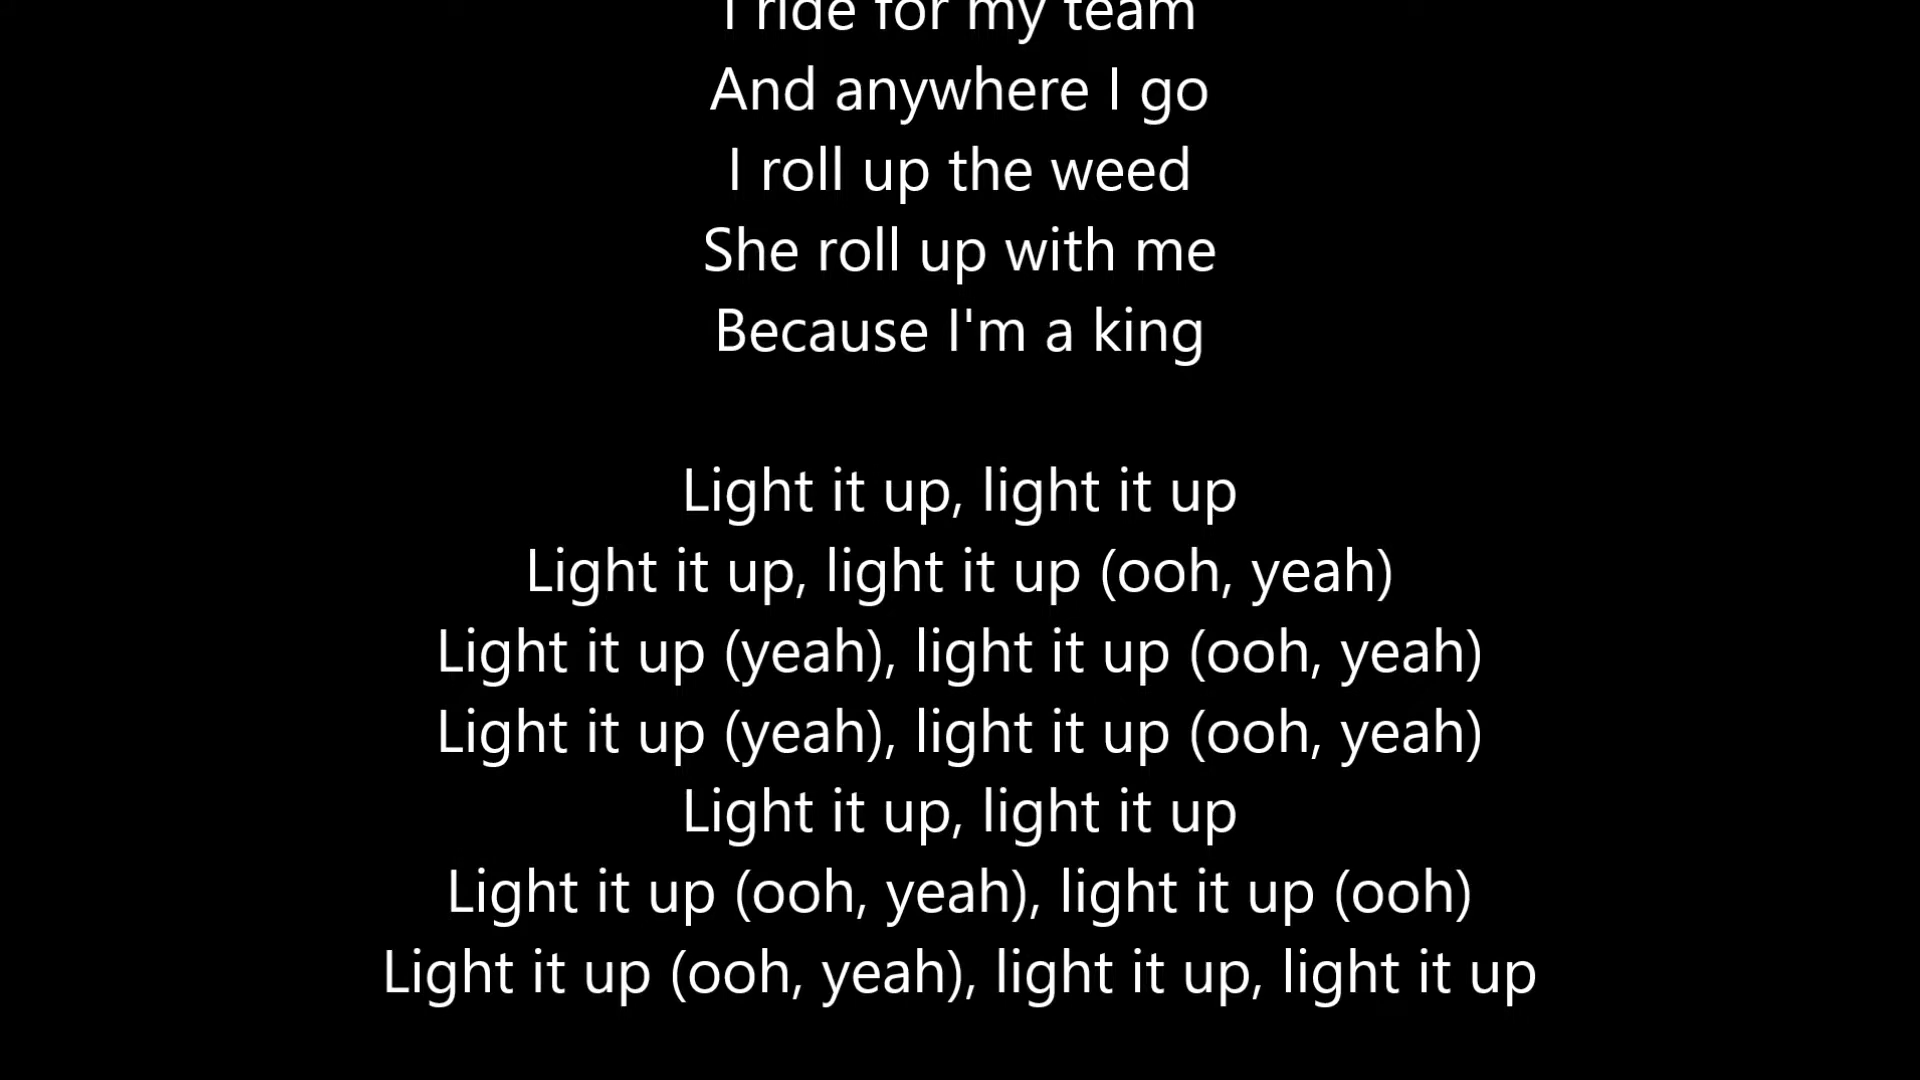 I ride for my team
And anywhere I go
I roll up the weed
She roll up with me
Because I'm a king
Light it up, light it up
Light it up, light it up (ooh, yeah)
Light it up (yeah), light it up (ooh, yeah)
Light it up (yeah), light it up (ooh, yeah)
Light it up, light it up
Light it up (ooh, yeah), light it up (ooh)
Light it up (ooh, yeah), light it up, light it up